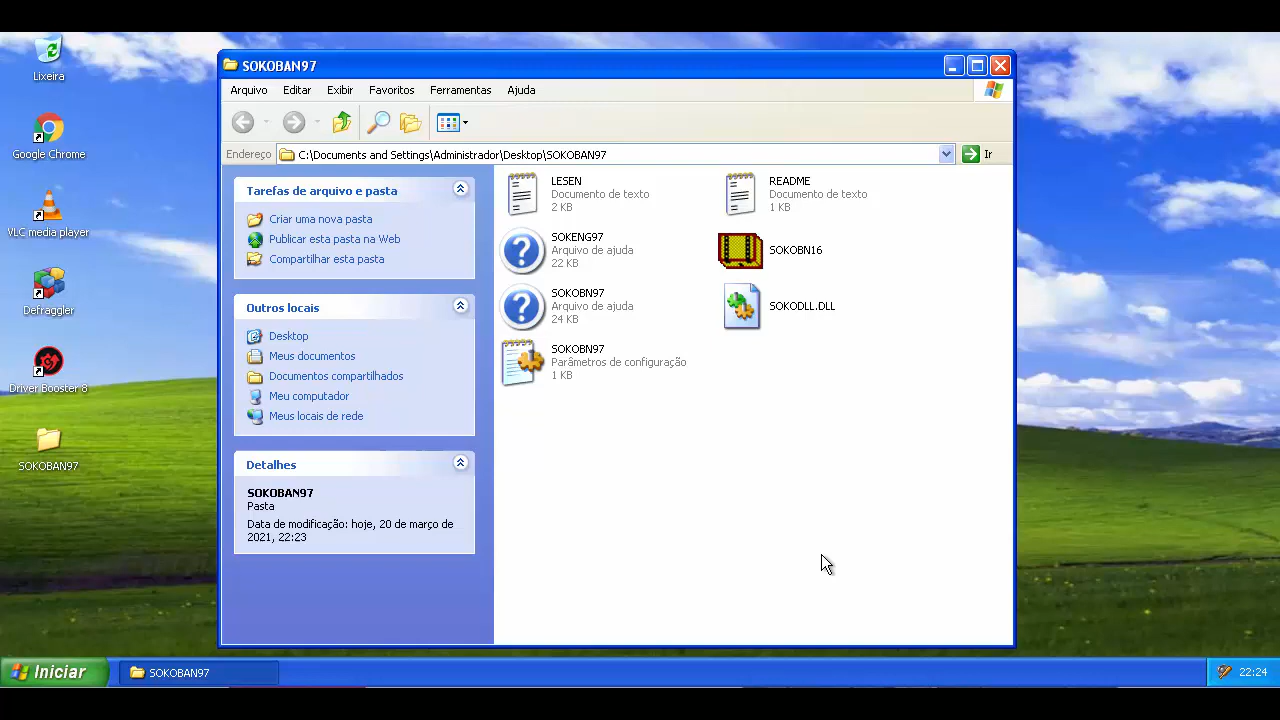 Lixeira
Google Chrome
VLC media player
Defraggler
Driver Booster 8
SOKOBAN97
SOKOBAN97
Arquivo Exibir Favoritos Ferramentas Ajuda
Endereço C:\Documents and Settings\Administrador\Desktop\SOKOBAN97 Ir
Tarefas de arquivo e pasta
Criar uma nova pasta
Publicar esta pasta na Web
Compartilhar esta pasta
Outros locais
Desktop
Meus documentos
Documentos compartilhados
Meu computador
Meus locais de rede
Detalhes
SOKOBAN97
Pasta
Data de modificação: hoje, 20 de março de
2021, 22:23
LESEN
Documento de texto
2 KB
README
Documento de texto
1 KB
SOKENG97
Arquivo de ajuda
22 KB
SOKOBN16
SOKOBN97
Arquivo de ajuda
24 KB
SOKODLL.DLL
SOKOBN97
Parâmetros de configuração
1 KB
Iniciar
SOKOBAN97
22:24